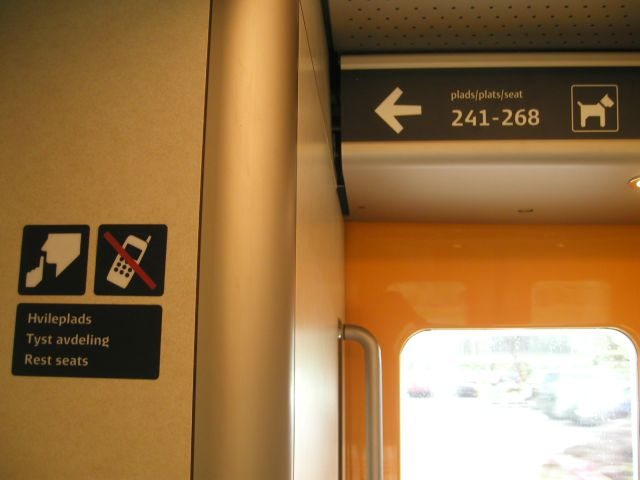 plads/plats/seat
241-268
Hvileplads
Tyst avdeling
Rest seats